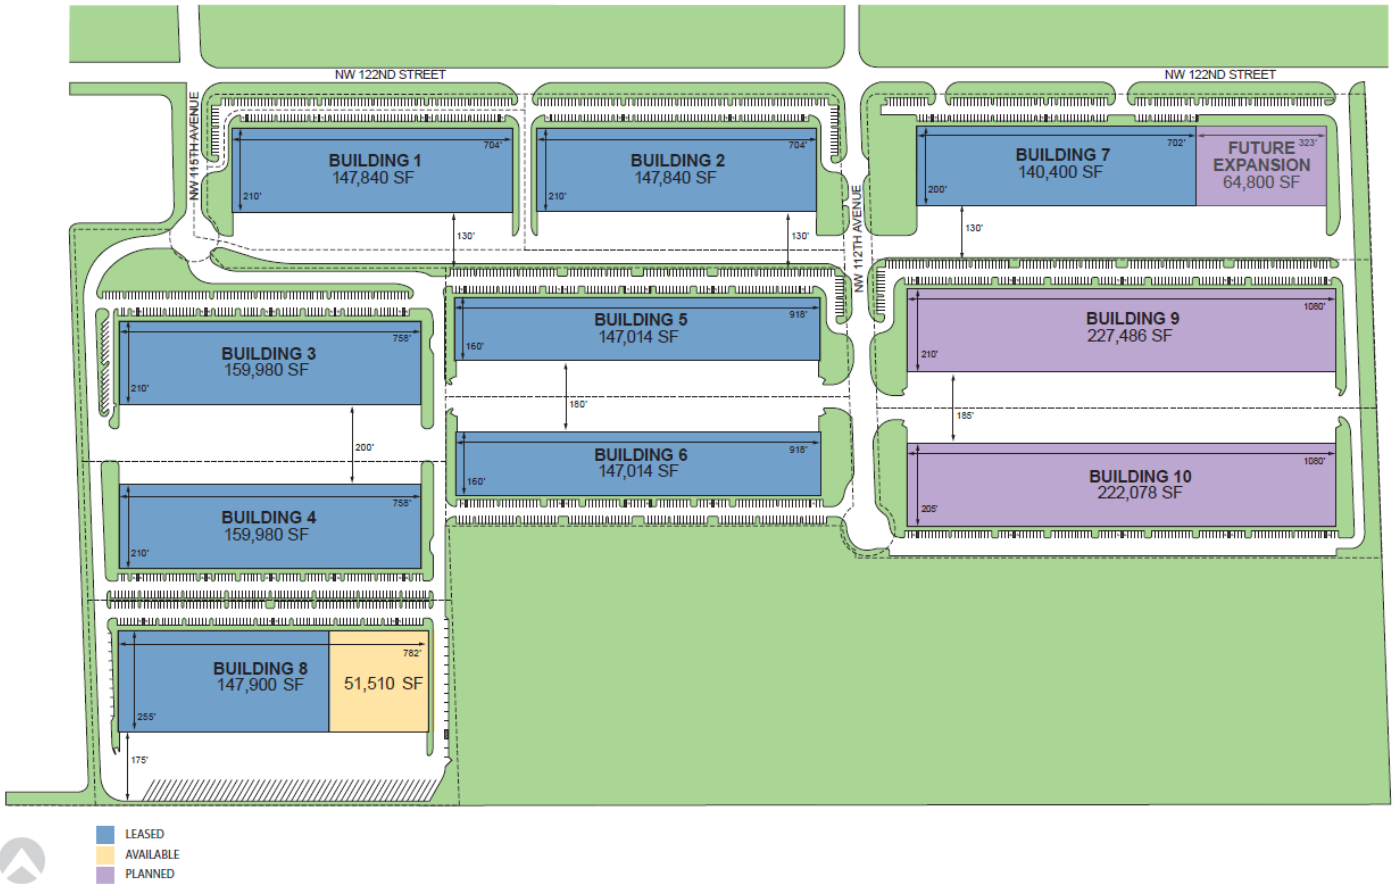 NW 122ND STREET
NW 122ND STREET
NW 115TH AVENUE
704'
BUILDING 1
147,840 SF
210'
130'
704'
BUILDING 2
147,840 SF
210'
130'
NW 112TH AVENUE
702'
BUILDING 7
140,400 SF
200'
130'
323'
FUTURE
EXPANSION
64,800 SF
758'
BUILDING 3
159,980 SF
210'
200'
918'
BUILDING 5
147,014 SF
160'
180'
1080'
BUILDING 9
227,486 SF
210'
185'
758'
BUILDING 4
159,980 SF
210'
918'
BUILDING 6
147,014 SF
160'
1080'
BUILDING 10
222,078 SF
205'
782'
BUILDING 8
147,900 SF
51,510 SF
255'
175'
LEASED
AVAILABLE
PLANNED